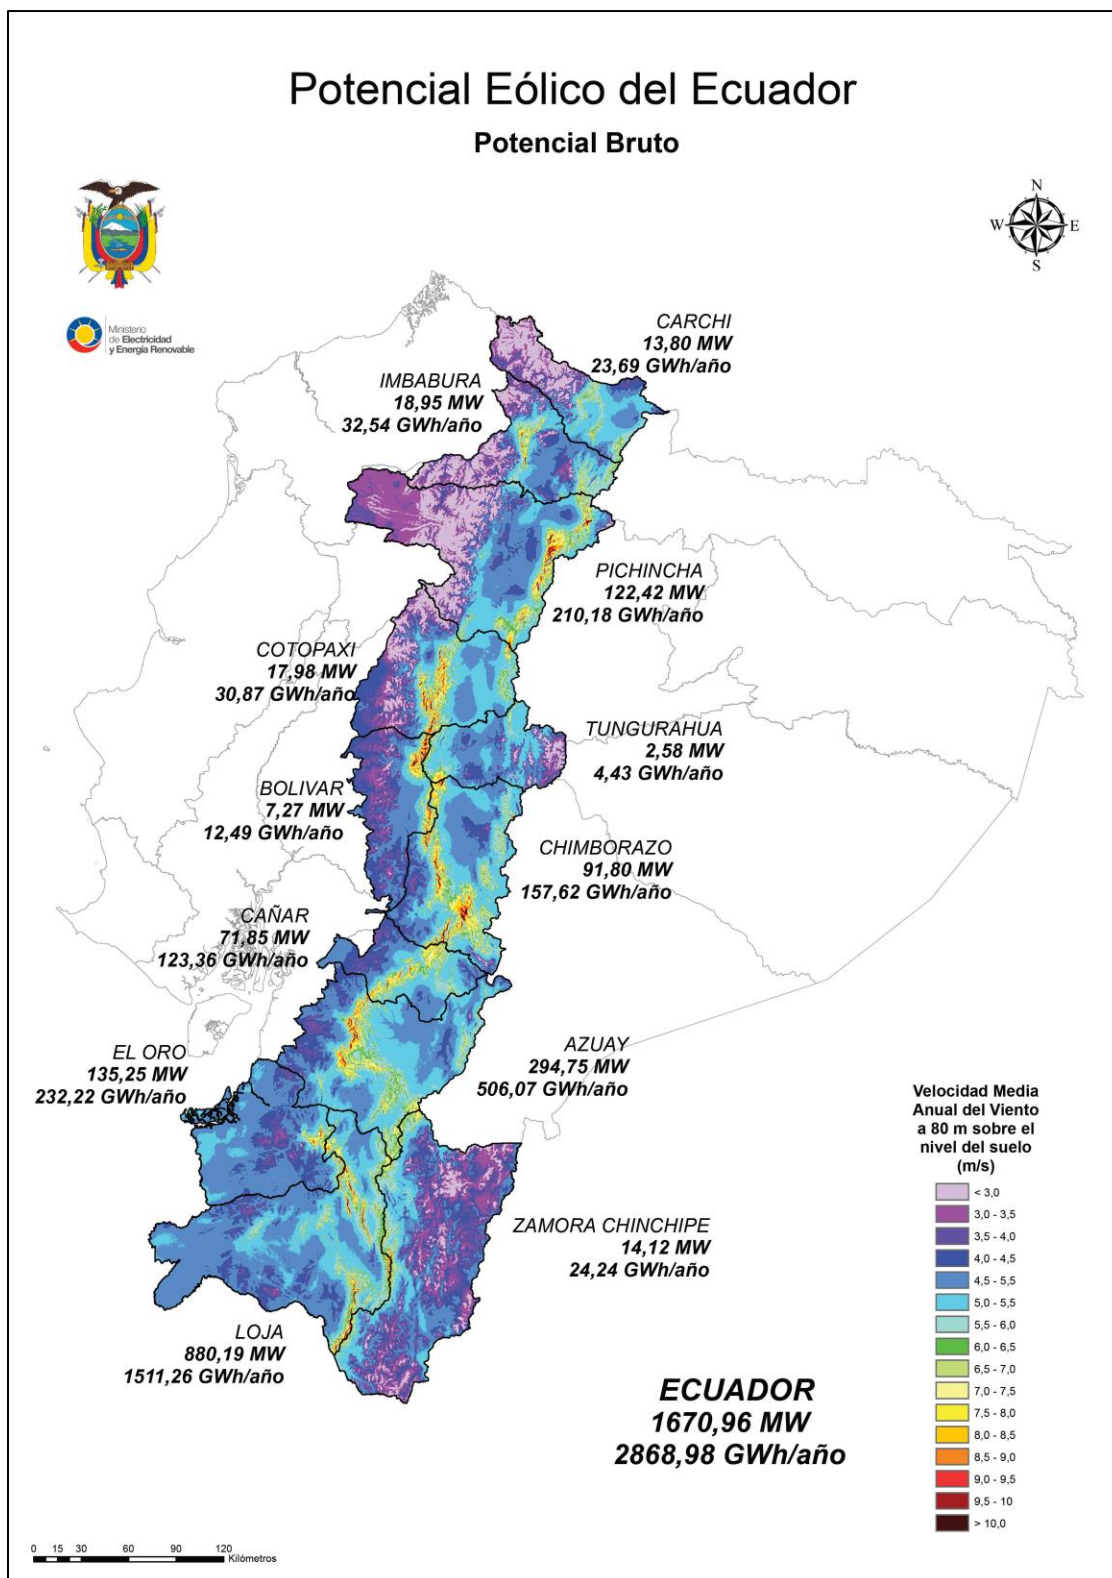 Potencial Eólico del Ecuador
Potencial Bruto
N
W
E
S
Ministerio
de Electricidad
y Energía Renovable
CARCHI
13,80 MW
23,69 GWh/año
IMBABURA
18,95 MW
32,54 GWh/año
PICHINCHA
122,42 MW
210,18 GWh/año
COTOPAXI
17,98 MW
30,87 GWh/año
TUNGURAHUA
2,58 MW
4,43 GWh/año
BOLIVAR
7,27 MW
12,49 GWh/año
CHIMBORAZO
91,80 MW
157,62 GWh/año
CAÑAR
71,85 MW
123,36 GWh/año
AZUAY
294,75 MW
506,07 GWh/año
EL ORO
135,25 MW
232,22 GWh/año
ZAMORA CHINCHIPE
14,12 MW
24,24 GWh/año
LOJA
880,19 MW
1511,26 GWh/año
ECUADOR
1670,96 MW
2868,98 GWh/año
Velocidad Media
Anual del Viento
a 80 m sobre el
nivel del suelo
(m/s)
< 3,0
3,0 - 3,5
3,5 - 4,0
4,0 - 4,5
4,5 - 5,5
5,0 - 5,5
5,5 - 6,0
6,0 - 6,5
6,5 - 7,0
7,0 - 7,5
7,5 - 8,0
8,0 - 8,5
8,5 - 9,0
9,0 - 9,5
9,5 - 10
> 10,0
0 15 30 60 90 120
Kilómetros